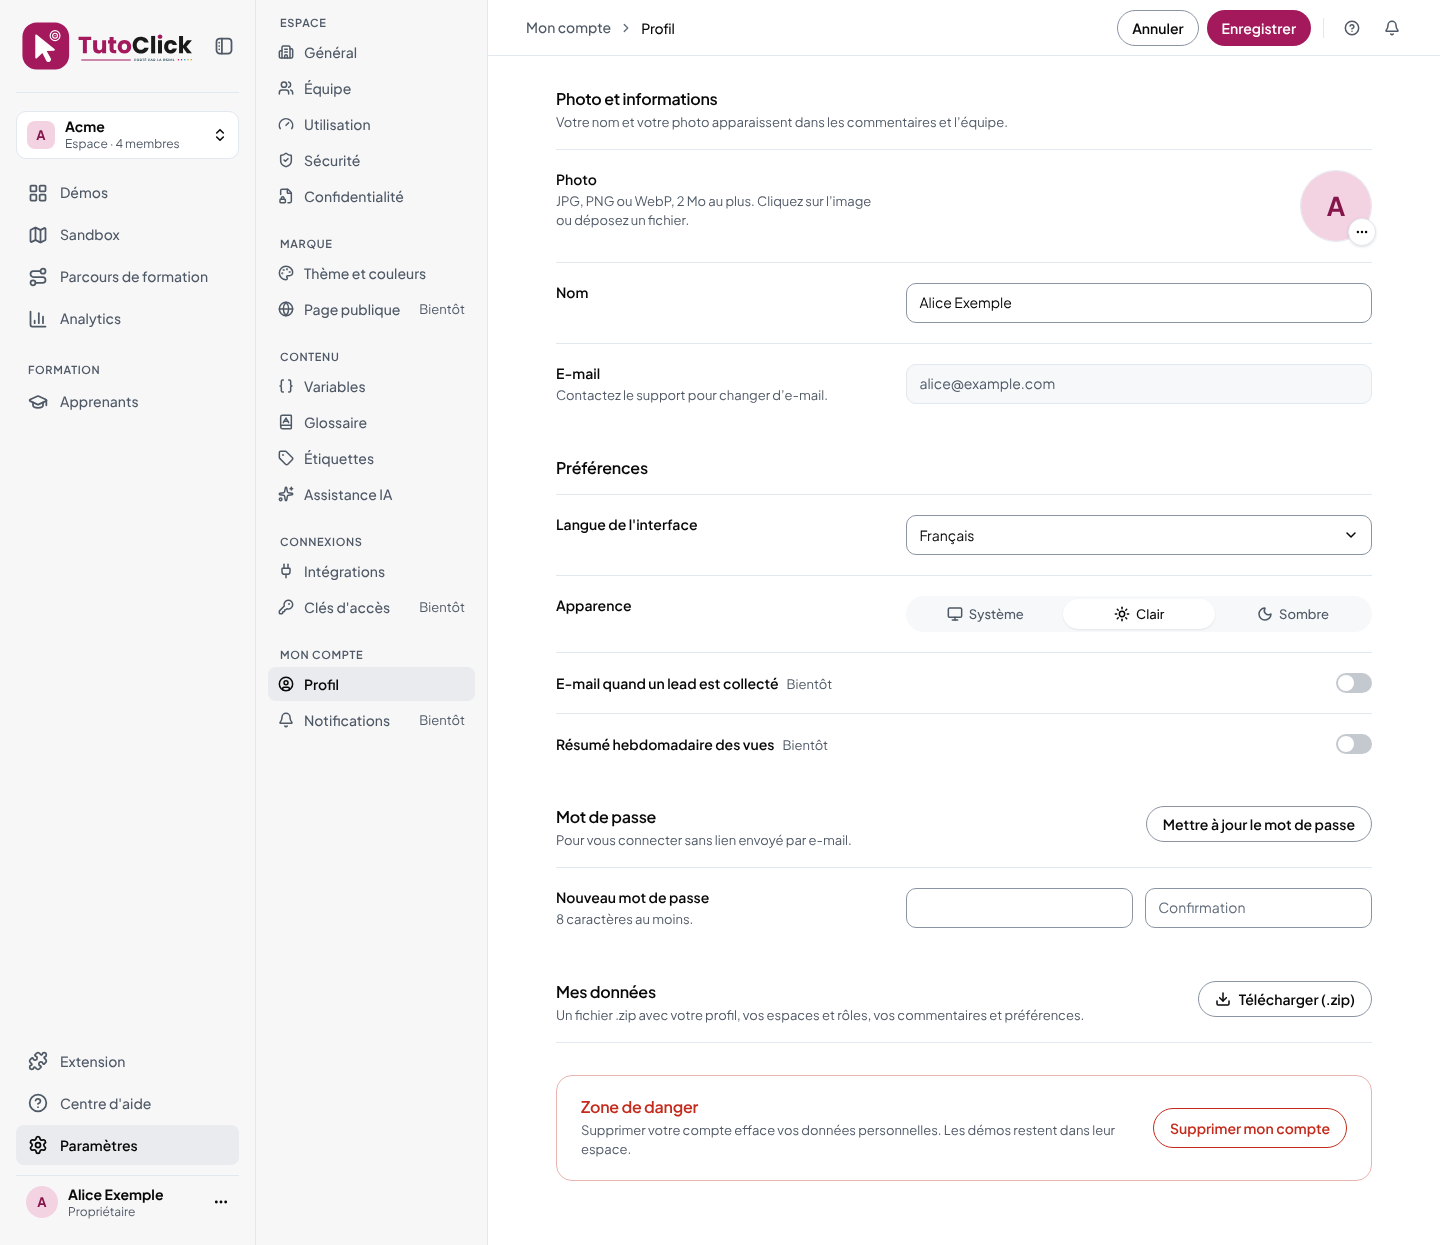 TutoClick
A
Acme
Espace · 4 membres
Démos
Sandbox
Parcours de formation
Analytics
FORMATION
Apprenants
Extension
Centre d'aide
Paramètres
A
Alice Exemple
Propriétaire
ESPACE
Général
Équipe
Utilisation
Sécurité
Confidentialité
MARQUE
Thème et couleurs
Page publique Bientôt
CONTENU
Variables
Glossaire
Étiquettes
Assistance IA
CONNEXIONS
Intégrations
Clés d'accès Bientôt
MON COMPTE
Profil
Notifications Bientôt
Mon compte > Profil
Annuler
Enregistrer
Photo et informations
Votre nom et votre photo apparaissent dans les commentaires et l'équipe.
Photo
JPG, PNG ou WebP, 2 Mo au plus. Cliquez sur l'image
ou déposez un fichier.
A
Nom
Alice Exemple
E-mail
Contactez le support pour changer d'e-mail.
alice@example.com
Préférences
Langue de l'interface
Français
Apparence
Système
Clair
Sombre
E-mail quand un lead est collecté Bientôt
Résumé hebdomadaire des vues Bientôt
Mot de passe
Pour vous connecter sans lien envoyé par e-mail.
Mettre à jour le mot de passe
Nouveau mot de passe
8 caractères au moins.
Confirmation
Mes données
Un fichier .zip avec votre profil, vos espaces et rôles, vos commentaires et préférences.
Télécharger (.zip)
Zone de danger
Supprimer votre compte efface vos données personnelles. Les démos restent dans leur
espace.
Supprimer mon compte